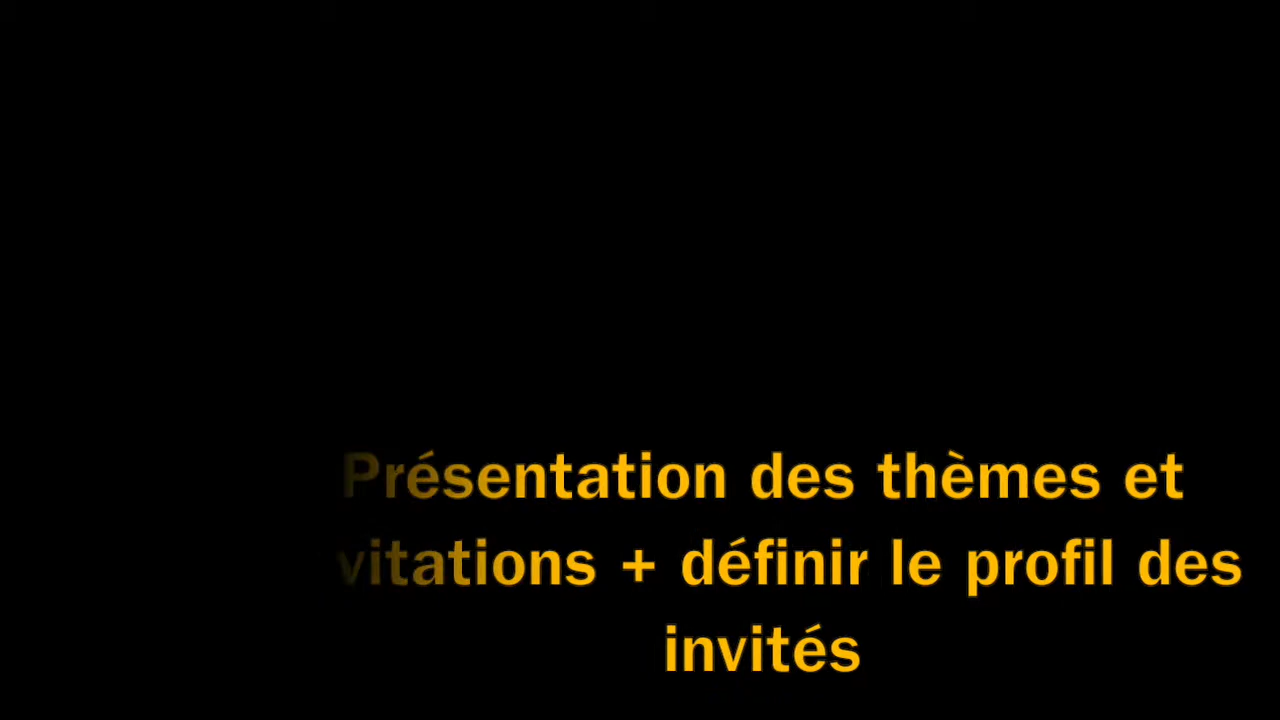 Présentation des thèmes et
vitations + définir le profil des
invités